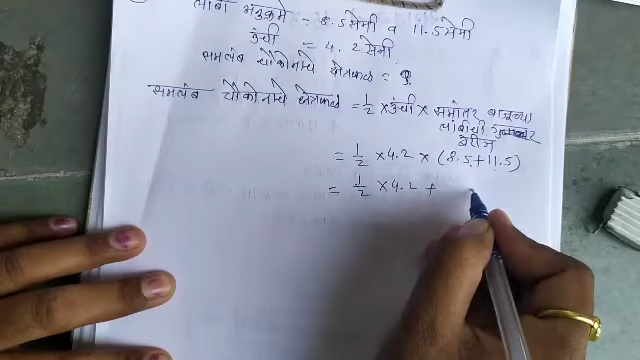 लांबी अनुक्रमे = 8.5 सेमी व 11.5 सेमी
उंची = 4.2 सेमी
समलंब चौकोनाचे क्षेत्रफळ = ?
समलंब चौकोनाचे क्षेत्रफळ = 1/2 × उंची × समांतर बाजूच्या
लांबीची
बेरीज
= 1/2 × 4.2 × (8.5 + 11.5)
= 1/2 × 4.2 +